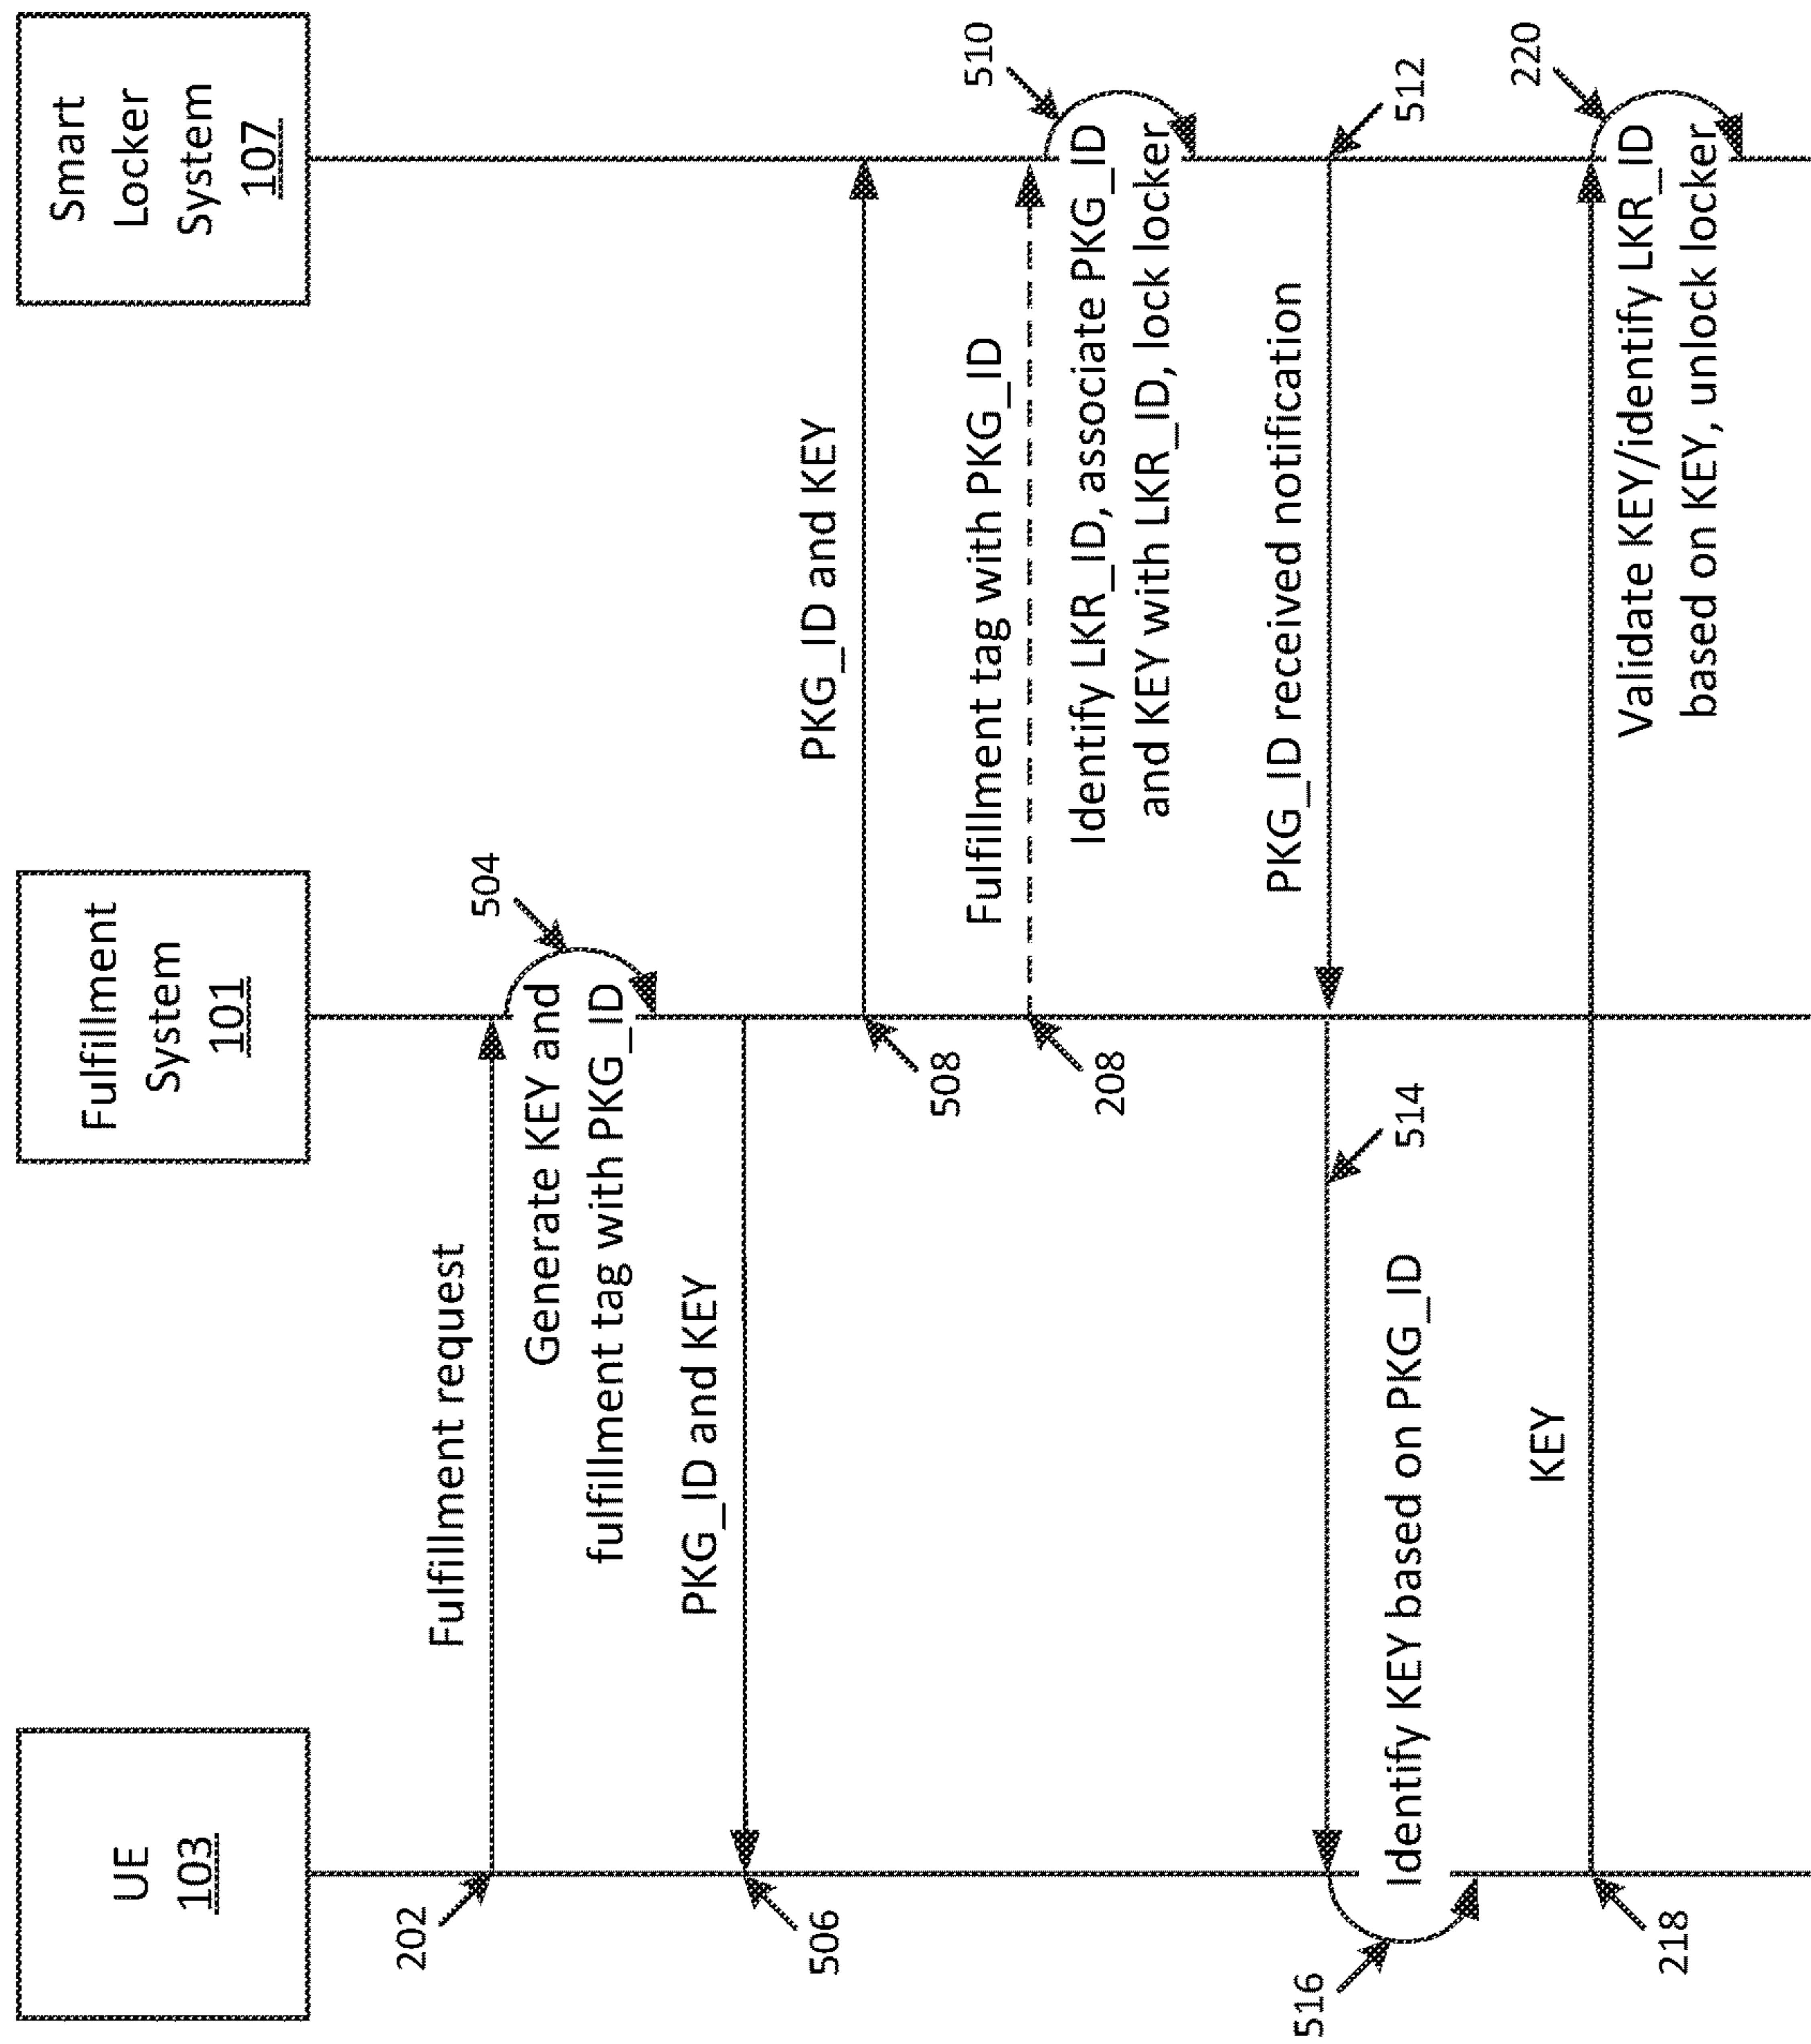 UE
103
Fulfillment
System
101
Smart
Locker
System
107
202
Fulfillment request
504
Generate KEY and
fulfillment tag with PKG_ID
PKG_ID and KEY
506
PKG_ID and KEY
508
Fulfillment tag with PKG_ID
208
510
Identify LKR_ID, associate PKG_ID
and KEY with LKR_ID, lock locker
PKG_ID received notification
512
514
516
Identify KEY based on PKG_ID
KEY
218
220
Validate KEY/identify LKR_ID
based on KEY, unlock locker